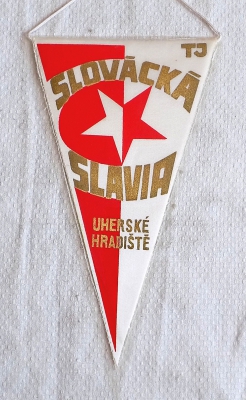 TJ
SLOVÁCKÁ
SLAVIA
UHERSKÉ
HRADIŠTĚ